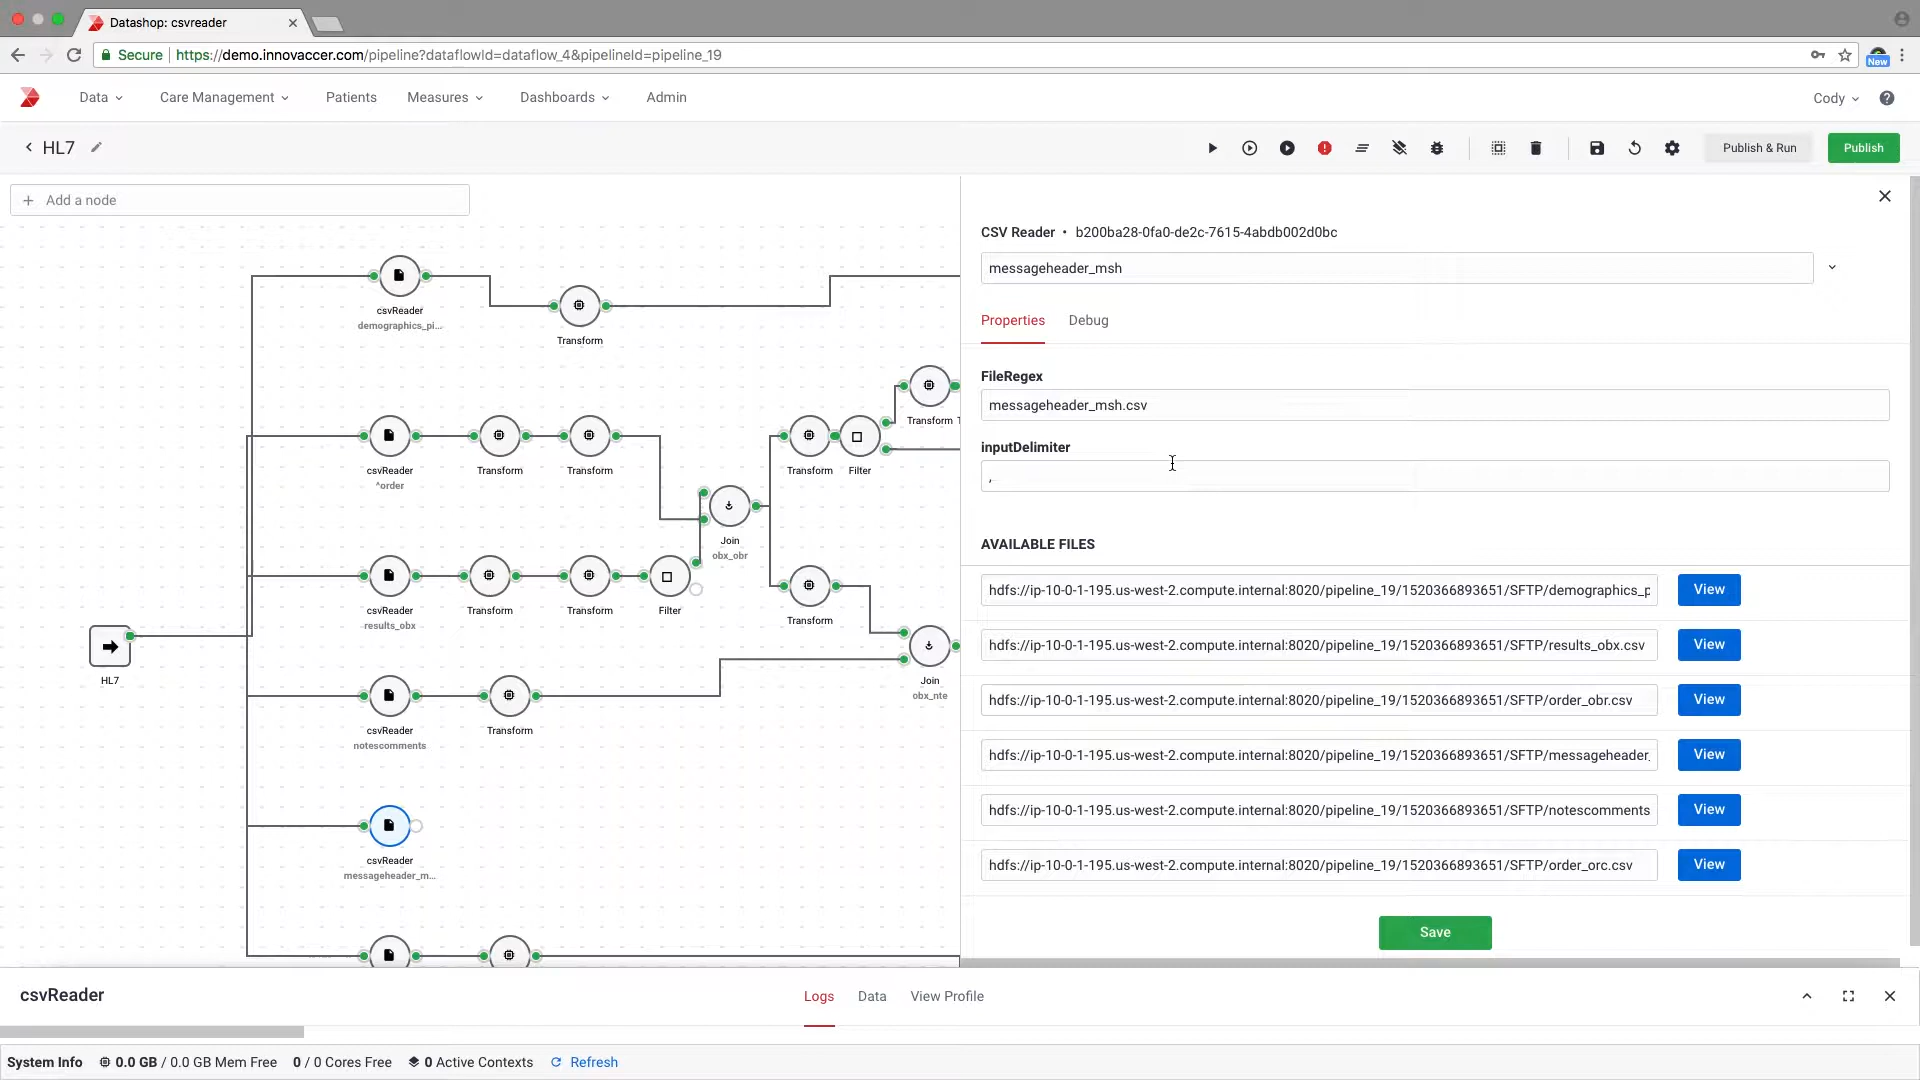 Datashop: csvreader
Secure https://demo.innovaccer.com/pipeline?dataflowId=dataflow_4&pipelineId=pipeline_19
New
Data Care Management Patients Measures Dashboards Admin Cody
HL7 Publish & Run Publish
Add a node
CSV Reader • b200ba28-0fa0-de2c-7615-4abdb002d0bc
messageheader_msh
Properties Debug
FileRegex
messageheader_msh.csv
inputDelimiter
,
AVAILABLE FILES
hdfs://ip-10-0-1-195.us-west-2.compute.internal:8020/pipeline_19/1520366893651/SFTP/demographics_p View
hdfs://ip-10-0-1-195.us-west-2.compute.internal:8020/pipeline_19/1520366893651/SFTP/results_obx.csv View
hdfs://ip-10-0-1-195.us-west-2.compute.internal:8020/pipeline_19/1520366893651/SFTP/order_obr.csv View
hdfs://ip-10-0-1-195.us-west-2.compute.internal:8020/pipeline_19/1520366893651/SFTP/messageheader_ View
hdfs://ip-10-0-1-195.us-west-2.compute.internal:8020/pipeline_19/1520366893651/SFTP/notescomments View
hdfs://ip-10-0-1-195.us-west-2.compute.internal:8020/pipeline_19/1520366893651/SFTP/order_orc.csv View
Save
csvReader
demographics_pi...
Transform
Transform T
csvReader
^order
Transform
Transform
Transform
Filter
Join
obx_obr
csvReader
results_obx
Transform
Transform
Filter
Transform
HL7
Join
obx_nte
csvReader
notescomments
Transform
csvReader
messageheader_m...
csvReader Logs Data View Profile
System Info 0.0 GB / 0.0 GB Mem Free 0 / 0 Cores Free 0 Active Contexts Refresh